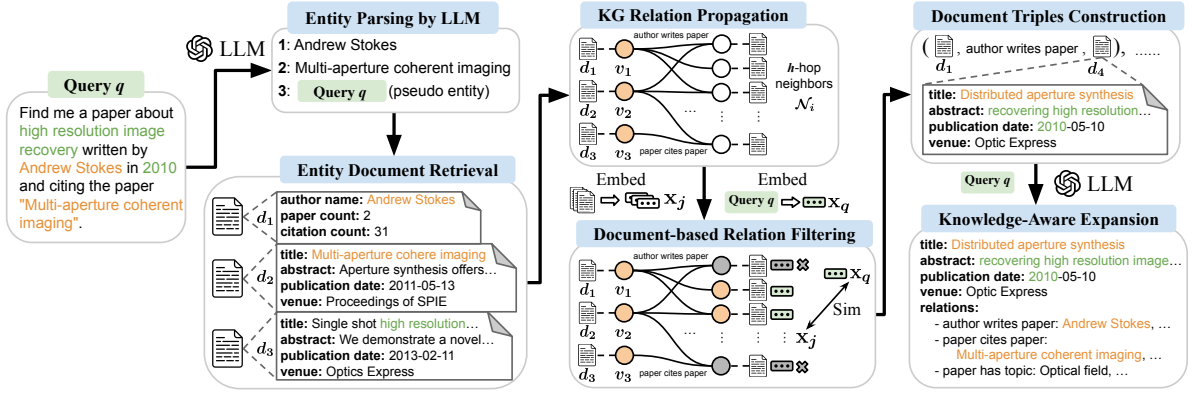 Query q
Find me a paper about
high resolution image
recovery written by
Andrew Stokes in 2010
and citing the paper
"Multi-aperture coherent
imaging".
LLM
Entity Parsing by LLM
1: Andrew Stokes
2: Multi-aperture coherent imaging
3: Query q (pseudo entity)
Entity Document Retrieval
d1
author name: Andrew Stokes
paper count: 2
citation count: 31
d2
title: Multi-aperture cohere imaging
abstract: Aperture synthesis offers...
publication date: 2011-05-13
venue: Proceedings of SPIE
d3
title: Single shot high resolution...
abstract: We demonstrate a novel...
publication date: 2013-02-11
venue: Optics Express
KG Relation Propagation
author writes paper
d1 v1
h-hop
neighbors
Ni
d2 v2
...
d3 v3
paper cites paper
Embed
xj
Embed
Query q
xq
Document-based Relation Filtering
author writes paper
d1 v1
xq
Sim
d2 v2
...
xj
d3 v3
paper cites paper
Document Triples Construction
( , author writes paper , ), ......
d1 d4
title: Distributed aperture synthesis
abstract: recovering high resolution...
publication date: 2010-05-10
venue: Optic Express
Query q
LLM
Knowledge-Aware Expansion
title: Distributed aperture synthesis
abstract: recovering high resolution image...
publication date: 2010-05-10
venue: Optic Express
relations:
- author writes paper: Andrew Stokes, ...
- paper cites paper:
Multi-aperture coherent imaging, ...
- paper has topic: Optical field, ...